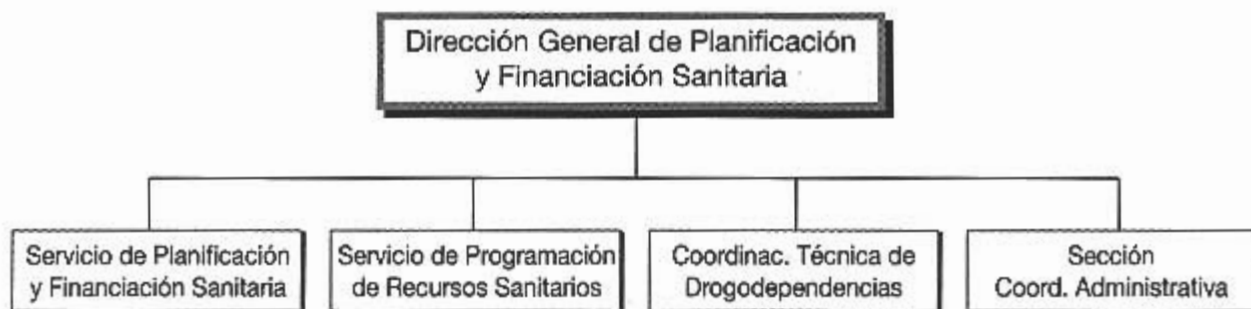 Dirección General de Planificación
y Financiación Sanitaria
Servicio de Planificación
y Financiación Sanitaria
Servicio de Programación
de Recursos Sanitarios
Coordinac. Técnica de
Drogodependencias
Sección
Coord. Administrativa